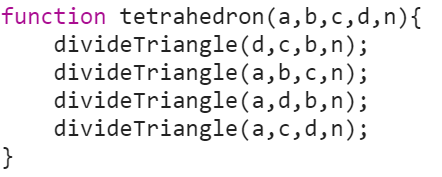 function tetrahedron(a,b,c,d,n){
    divideTriangle(d,c,b,n);
    divideTriangle(a,b,c,n);
    divideTriangle(a,d,b,n);
    divideTriangle(a,c,d,n);
}